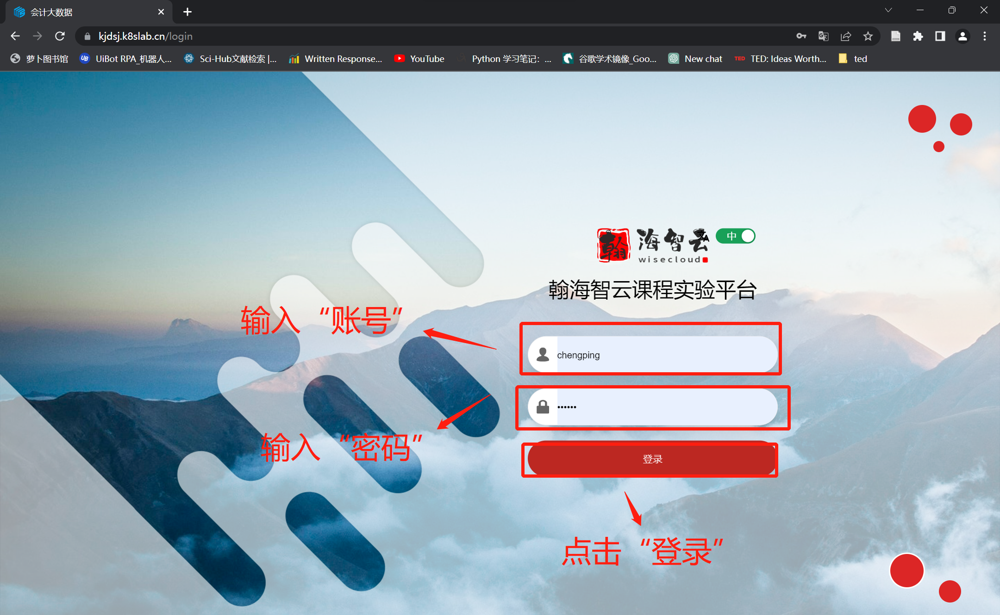 会计大数据
kjdsj.k8slab.cn/login
萝卜图书馆
UiBot RPA_机器人...
Sci-Hub文献检索 |...
Written Response...
YouTube
Python 学习笔记: ...
谷歌学术镜像_Goo...
New chat
TED TED: Ideas Worth...
ted
翰 海智云
中
wisecloud
翰海智云课程实验平台
输入 “账号”
chengping
••••••
输入 “密码”
登录
点击 “登录”